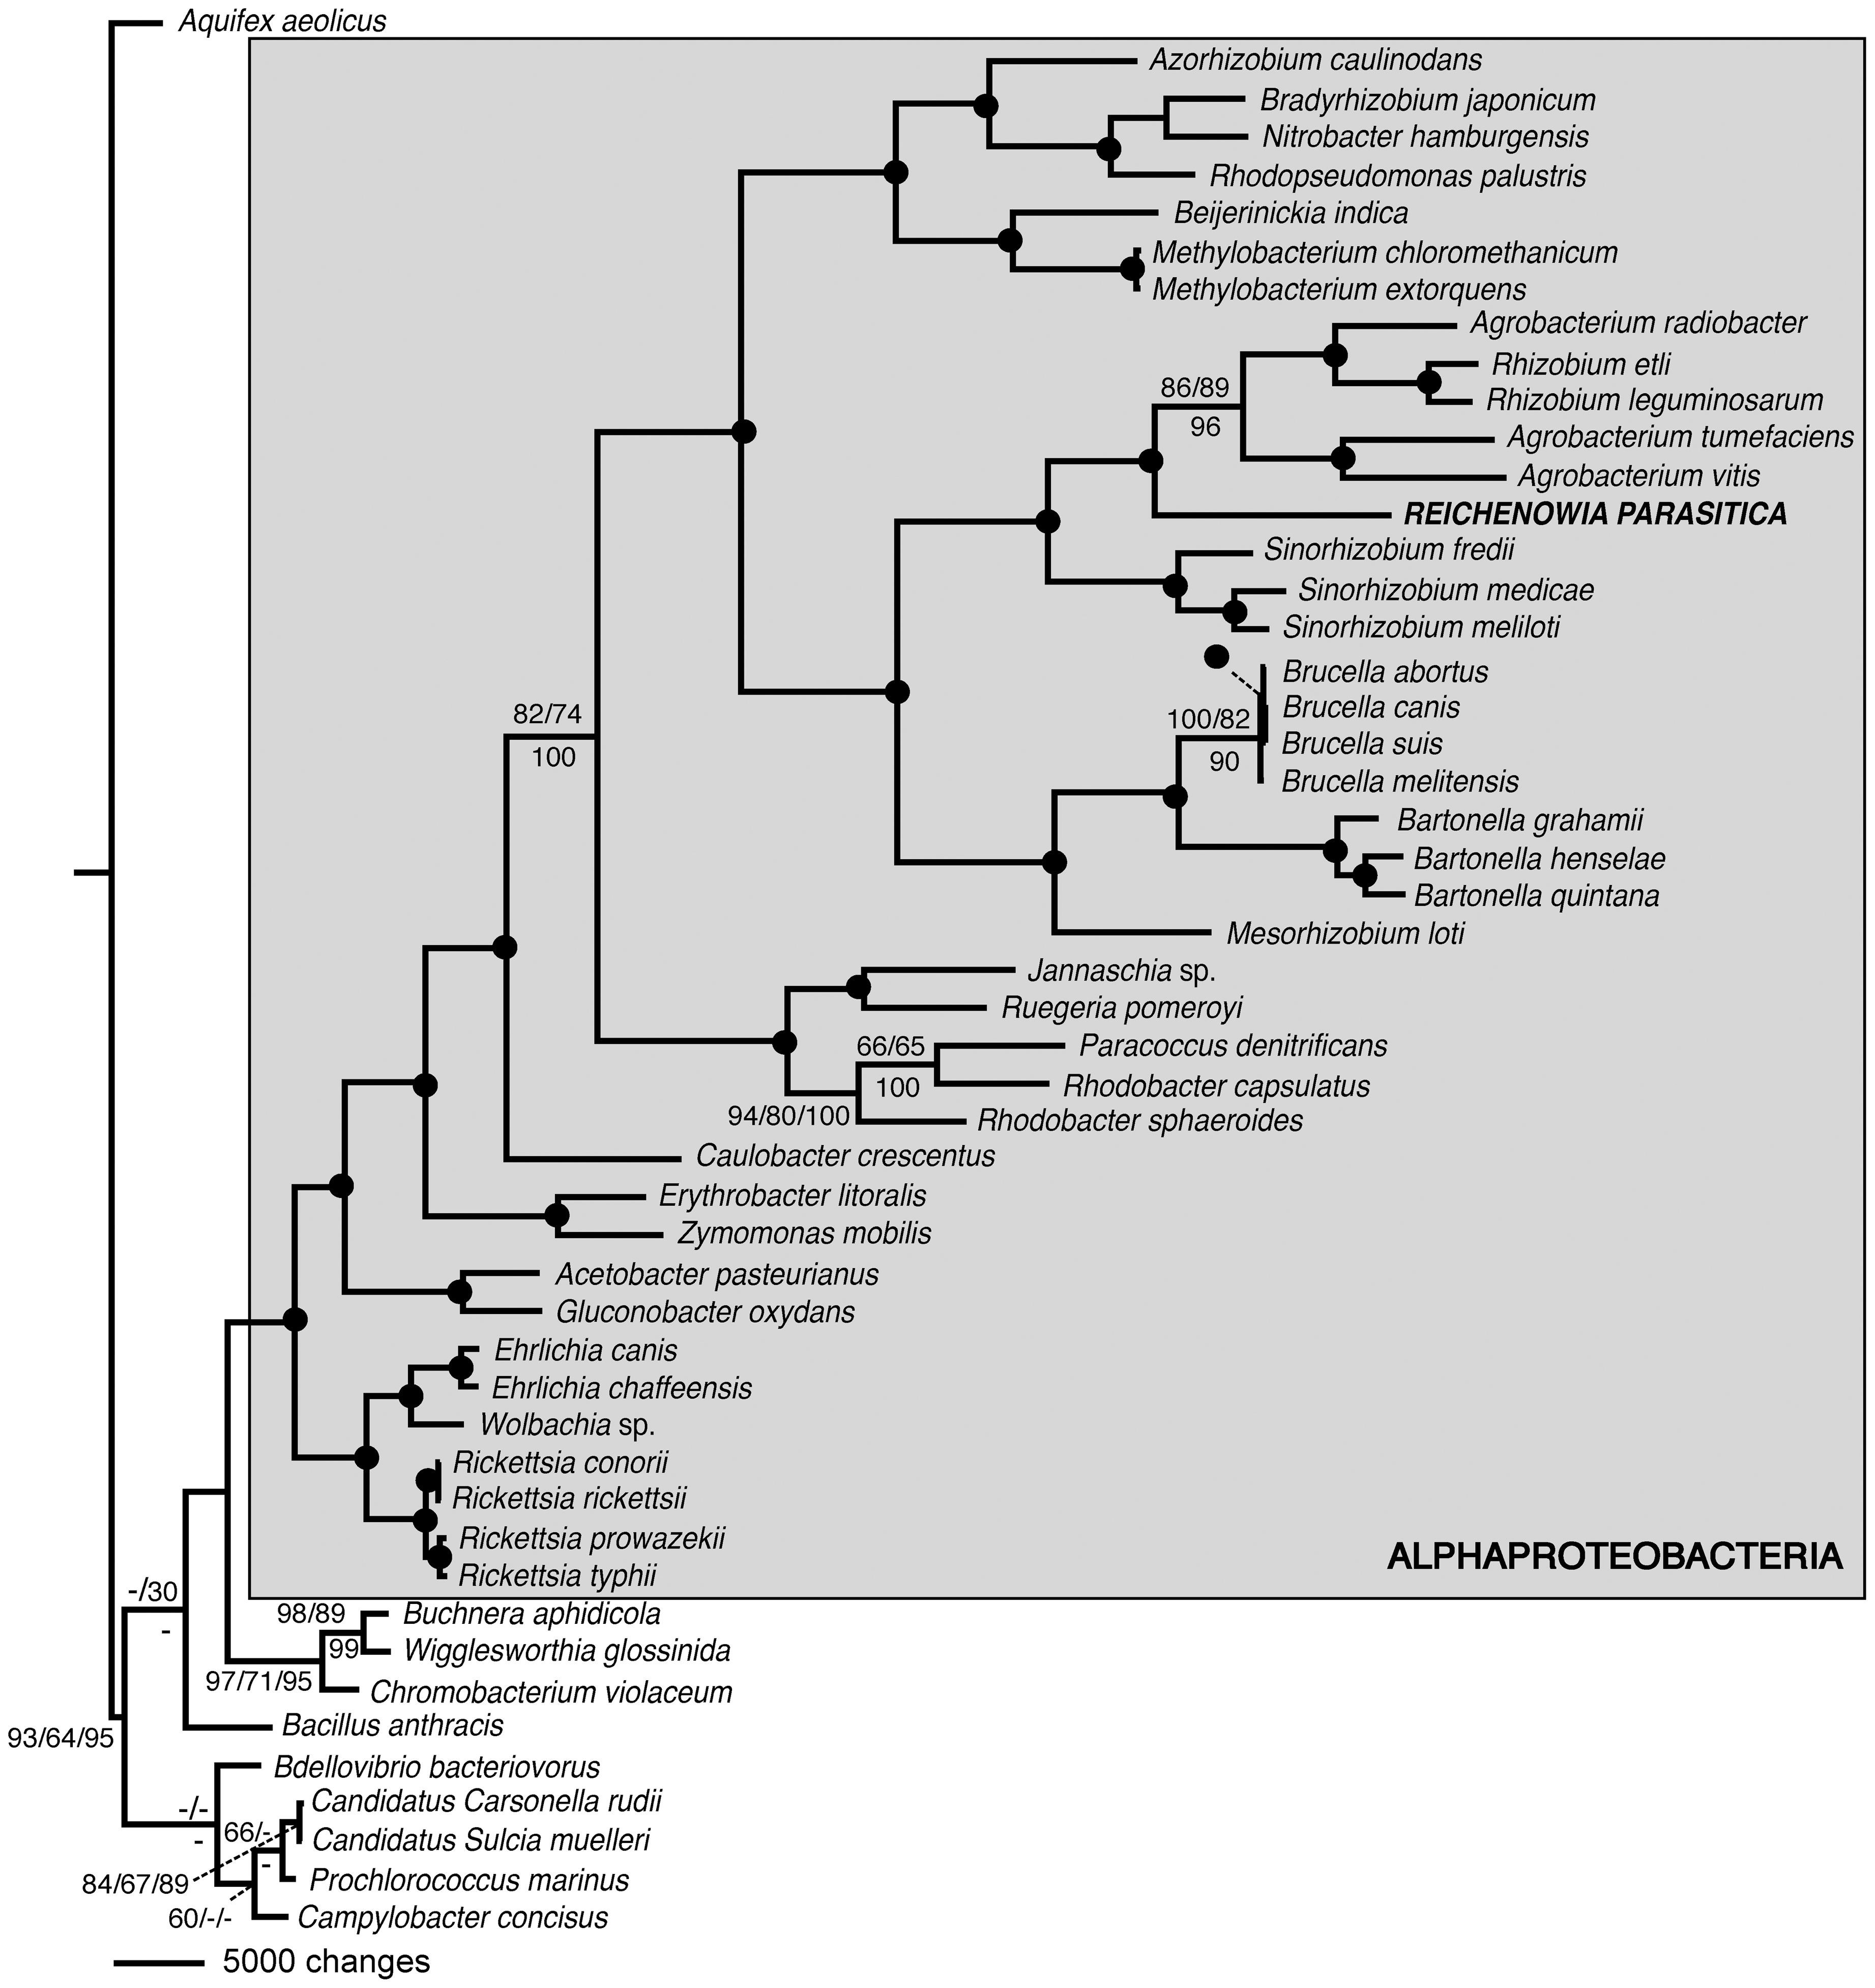 Aquifex aeolicus
Azorhizobium caulinodans
Bradyrhizobium japonicum
Nitrobacter hamburgensis
Rhodopseudomonas palustris
Beijerinickia indica
Methylobacterium chloromethanicum
Methylobacterium extorquens
Agrobacterium radiobacter
Rhizobium etli
86/89
Rhizobium leguminosarum
96
Agrobacterium tumefaciens
Agrobacterium vitis
REICHENOWIA PARASITICA
Sinorhizobium fredii
Sinorhizobium medicae
Sinorhizobium meliloti
Brucella abortus
Brucella canis
82/74
100/82
Brucella suis
100
90
Brucella melitensis
Bartonella grahamii
Bartonella henselae
Bartonella quintana
Mesorhizobium loti
Jannaschia sp.
Ruegeria pomeroyi
66/65
Paracoccus denitrificans
100
Rhodobacter capsulatus
94/80/100
Rhodobacter sphaeroides
Caulobacter crescentus
Erythrobacter litoralis
Zymomonas mobilis
Acetobacter pasteurianus
Gluconobacter oxydans
Ehrlichia canis
Ehrlichia chaffeensis
Wolbachia sp.
Rickettsia conorii
Rickettsia rickettsii
Rickettsia prowazekii
ALPHAPROTEOBACTERIA
Rickettsia typhii
-/30
-
98/89
Buchnera aphidicola
99
Wigglesworthia glossinida
97/71/95
Chromobacterium violaceum
Bacillus anthracis
93/64/95
Bdellovibrio bacteriovorus
Candidatus Carsonella rudii
-/-
-
66/-
Candidatus Sulcia muelleri
-
84/67/89
Prochlorococcus marinus
60/-/-
Campylobacter concisus
5000 changes